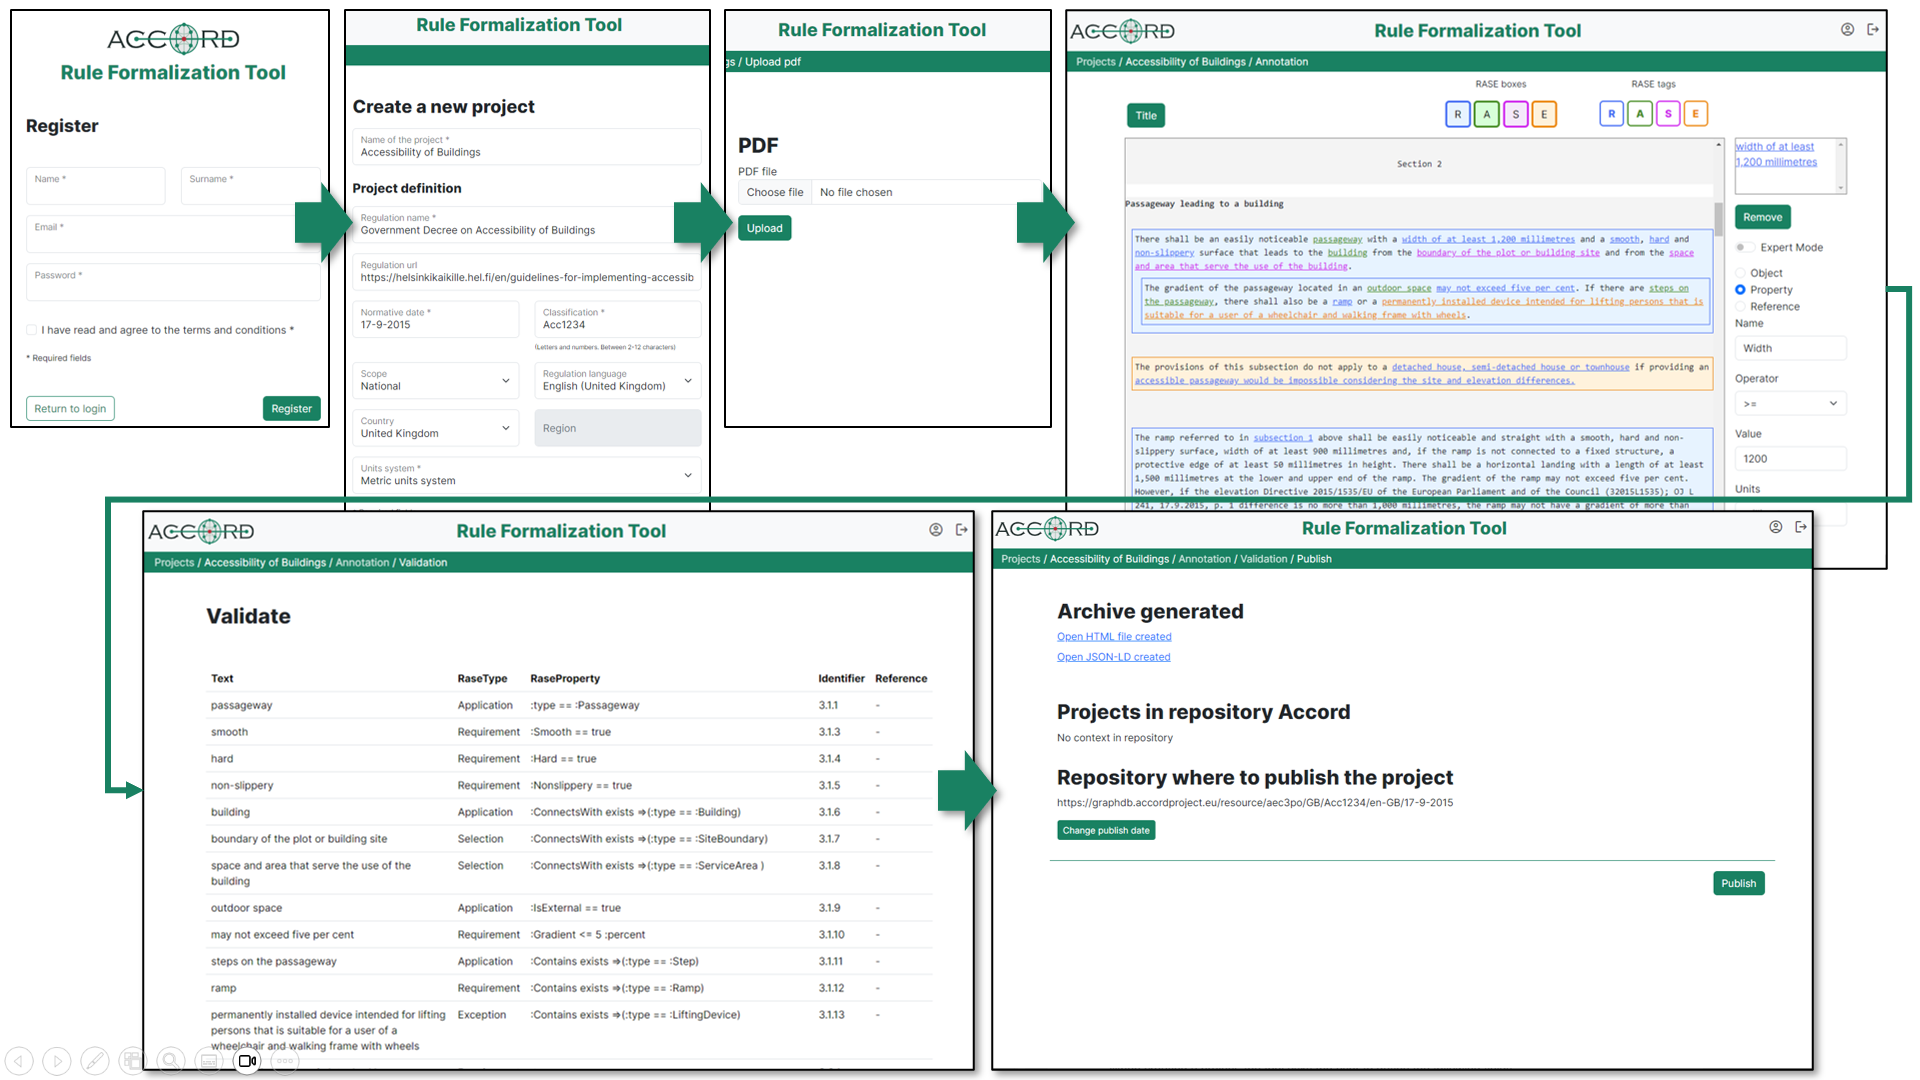 ACCORD
Rule Formalization Tool
Register
Name *
Surname *
Email *
Password *
I have read and agree to the terms and conditions *
* Required fields
Return to login
Register
Rule Formalization Tool
Create a new project
Name of the project *
Accessibility of Buildings
Project definition
Regulation name *
Government Decree on Accessibility of Buildings
Regulation url
https://helsinkikaikille.hel.fi/en/guidelines-for-implementing-accessib
Normative date *
17-9-2015
Classification *
Acc1234
(Letters and numbers. Between 2-12 characters)
Scope
National
Regulation language
English (United Kingdom)
Country
United Kingdom
Region
Units system *
Metric units system
Rule Formalization Tool
gs / Upload pdf
PDF
PDF file
Choose file No file chosen
Upload
ACCORD
Rule Formalization Tool
Projects / Accessibility of Buildings / Annotation
RASE boxes
RASE tags
Title
R A S E
R A S E
Section 2
Passageway leading to a building
There shall be an easily noticeable passageway with a width of at least 1,200 millimetres and a smooth, hard and
non-slippery surface that leads to the building from the boundary of the plot or building site and from the space
and area that serve the use of the building.
The gradient of the passageway located in an outdoor space may not exceed five per cent. If there are steps on
the passageway, there shall also be a ramp or a permanently installed device intended for lifting persons that is
suitable for a user of a wheelchair and walking frame with wheels.
The provisions of this subsection do not apply to a detached house, semi-detached house or townhouse if providing an
accessible passageway would be impossible considering the site and elevation differences.
The ramp referred to in subsection 1 above shall be easily noticeable and straight with a smooth, hard and non-
slippery surface, width of at least 900 millimetres and, if the ramp is not connected to a fixed structure, a
protective edge of at least 50 millimetres in height. There shall be a horizontal landing with a length of at least
1,500 millimetres at the lower and upper end of the ramp. The gradient of the ramp may not exceed five per cent.
However, if the elevation Directive 2015/1535/EU of the European Parliament and of the Council (32015L1535); OJ L
241, 17.9.2015, p. 1 difference is no more than 1,000 millimetres, the ramp may not have a gradient of more than
width of at least
1,200 millimetres
Remove
Expert Mode
Object
Property
Reference
Name
Width
Operator
>=
Value
1200
Units
ACCORD
Rule Formalization Tool
Projects / Accessibility of Buildings / Annotation / Validation
Validate
Text RaseType RaseProperty Identifier Reference
passageway Application :type == :Passageway 3.1.1 -
smooth Requirement :Smooth == true 3.1.3 -
hard Requirement :Hard == true 3.1.4 -
non-slippery Requirement :Nonslippery == true 3.1.5 -
building Application :ConnectsWith exists =>(:type == :Building) 3.1.6 -
boundary of the plot or building site Selection :ConnectsWith exists =>(:type == :SiteBoundary) 3.1.7 -
space and area that serve the use of the Selection :ConnectsWith exists =>(:type == :ServiceArea ) 3.1.8 -
building
outdoor space Application :IsExternal == true 3.1.9 -
may not exceed five per cent Requirement :Gradient <= 5 :percent 3.1.10 -
steps on the passageway Application :Contains exists =>(:type == :Step) 3.1.11 -
ramp Requirement :Contains exists =>(:type == :Ramp) 3.1.12 -
permanently installed device intended for lifting Exception :Contains exists =>(:type == :LiftingDevice) 3.1.13 -
persons that is suitable for a user of a
wheelchair and walking frame with wheels
ACCORD
Rule Formalization Tool
Projects / Accessibility of Buildings / Annotation / Validation / Publish
Archive generated
Open HTML file created
Open JSON-LD created
Projects in repository Accord
No context in repository
Repository where to publish the project
https://graphdb.accordproject.eu/resource/aec3po/GB/Acc1234/en-GB/17-9-2015
Change publish date
Publish